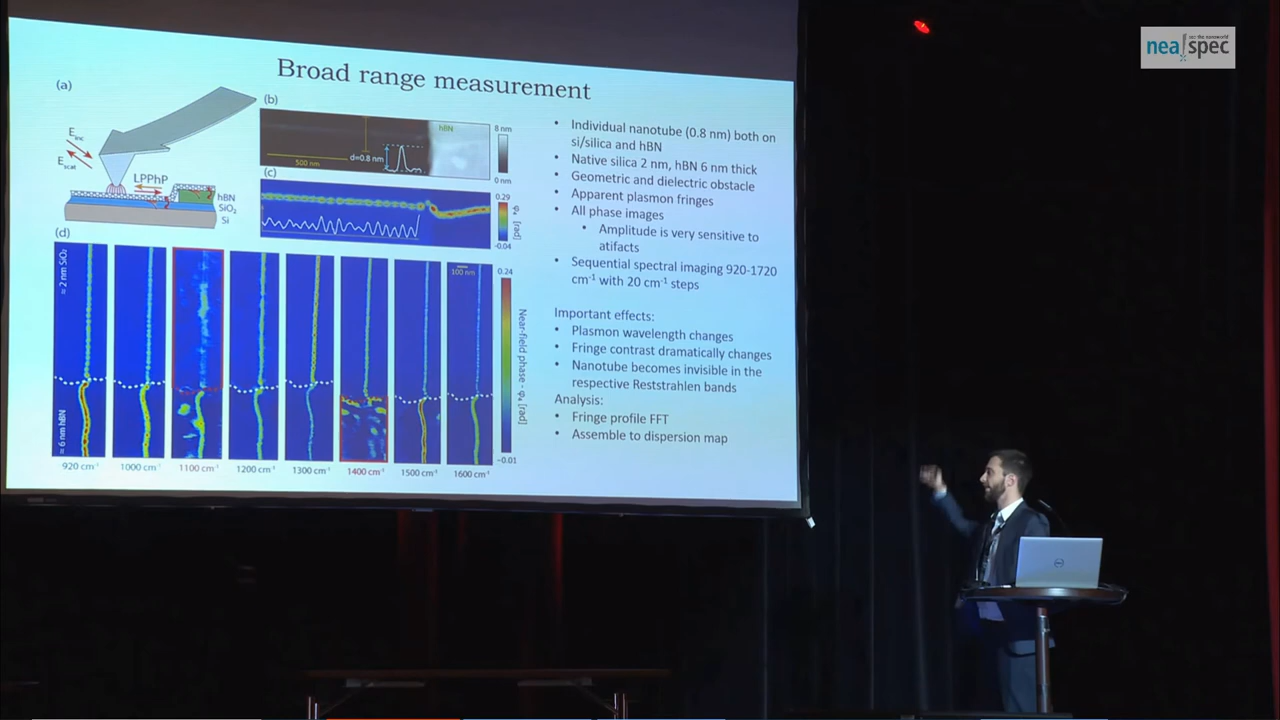 nea spec
Broad range measurement
(a)
E inc
E scat
LPPhP
hBN
SiO₂
Si
(b)
hBN
500 nm
d=0.8 nm
8 nm
0 nm
(c)
0.29
φ₄ [rad]
-0.04
(d)
≈ 2 nm SiO₂
≈ 6 nm hBN
100 nm
0.24
Near-field phase - φ₄ [rad]
−0.01
920 cm⁻¹
1000 cm⁻¹
1100 cm⁻¹
1200 cm⁻¹
1300 cm⁻¹
1400 cm⁻¹
1500 cm⁻¹
1600 cm⁻¹
• Individual nanotube (0.8 nm) both on
si/silica and hBN
• Native silica 2 nm, hBN 6 nm thick
• Geometric and dielectric obstacle
• Apparent plasmon fringes
• All phase images
• Amplitude is very sensitive to
atifacts
• Sequential spectral imaging 920-1720
cm⁻¹ with 20 cm⁻¹ steps
Important effects:
• Plasmon wavelength changes
• Fringe contrast dramatically changes
• Nanotube becomes invisible in the
respective Reststrahlen bands
Analysis:
• Fringe profile FFT
• Assemble to dispersion map
DELL